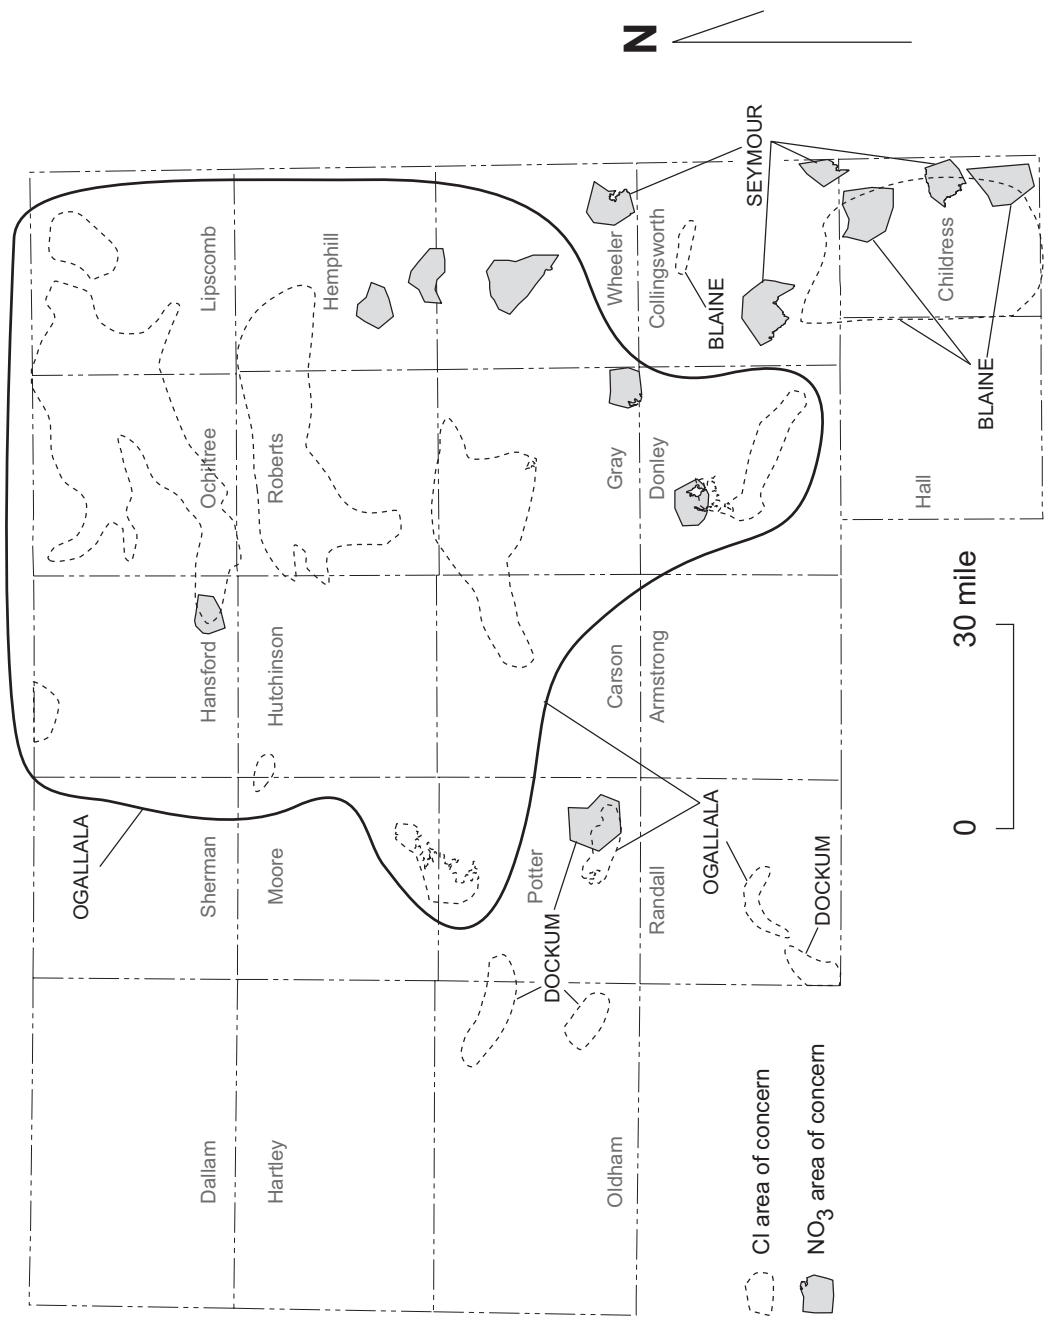 OGALLALA
Dallam
Sherman
Hansford
Ochiltree
Lipscomb
Hartley
Moore
Hutchinson
Roberts
Hemphill
Potter
DOCKUM
Oldham
Carson
Gray
Wheeler
N
Randall
Armstrong
Donley
Collingsworth
OGALLALA
BLAINE
SEYMOUR
Cl area of concern
NO3 area of concern
DOCKUM
Hall
Childress
0 30 mile
BLAINE